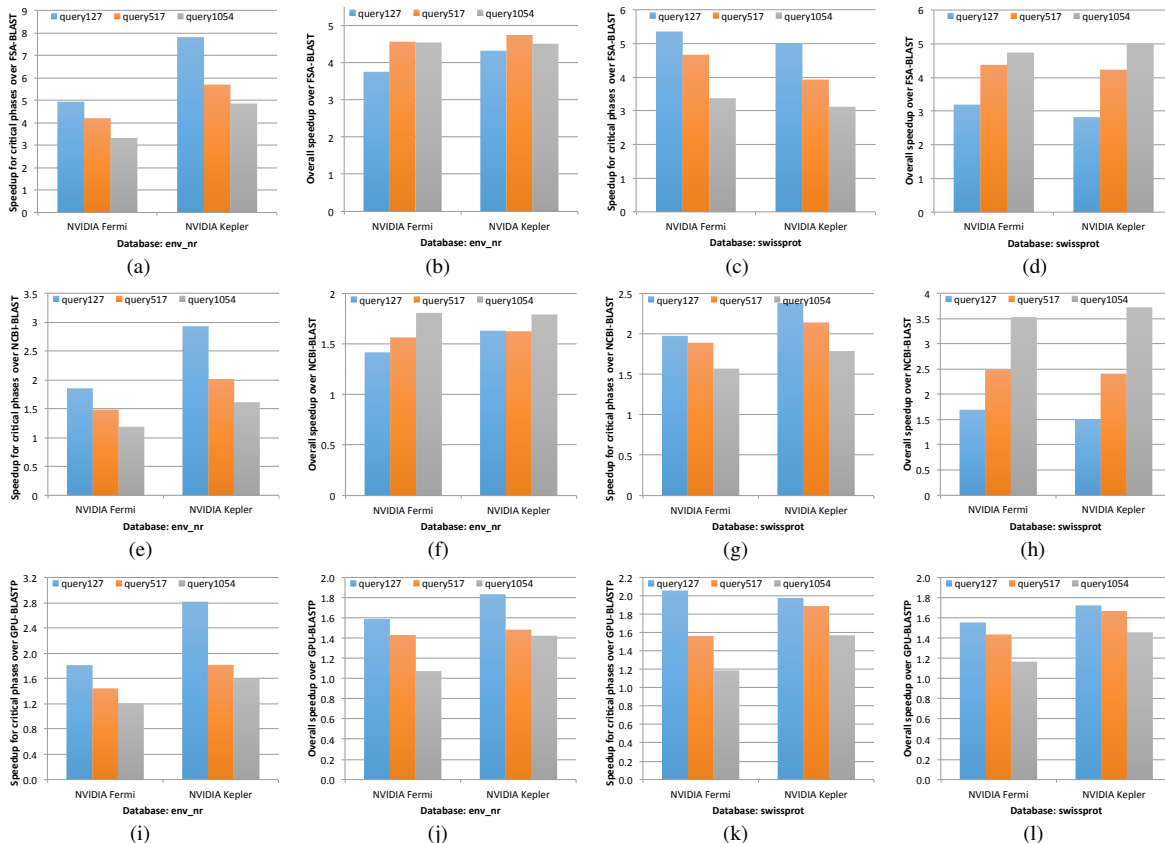 Speedup for critical phases over FSA-BLAST
9
8
7
6
5
4
3
2
1
0
query127 query517 query1054
NVIDIA Fermi NVIDIA Kepler
Database: env_nr
(a)
Overall speedup over FSA-BLAST
5
4
3
2
1
0
query127 query517 query1054
NVIDIA Fermi NVIDIA Kepler
Database: env_nr
(b)
Speedup for critical phases over FSA-BLAST
6
5
4
3
2
1
0
query127 query517 query1054
NVIDIA Fermi NVIDIA Kepler
Database: swissprot
(c)
Overall speedup over FSA-BLAST
6
5
4
3
2
1
0
query127 query517 query1054
NVIDIA Fermi NVIDIA Kepler
Database: swissprot
(d)
Speedup for critical phases over NCBI-BLAST
3.5
3
2.5
2
1.5
1
0.5
0
query127 query517 query1054
NVIDIA Fermi NVIDIA Kepler
Database: env_nr
(e)
Overall speedup over NCBI-BLAST
2
1.5
1
0.5
0
query127 query517 query1054
NVIDIA Fermi NVIDIA Kepler
Database: env_nr
(f)
Speedup for critical phases over NCBI-BLAST
2.5
2
1.5
1
0.5
0
query127 query517 query1054
NVIDIA Fermi NVIDIA Kepler
Database: swissprot
(g)
Overall speedup over NCBI-BLAST
4
3.5
3
2.5
2
1.5
1
0.5
0
query127 query517 query1054
NVIDIA Fermi NVIDIA Kepler
Database: swissprot
(h)
Speedup for critical phases over GPU-BLASTP
3.2
2.8
2.4
2.0
1.6
1.2
0.8
0.4
0.0
query127 query517 query1054
NVIDIA Fermi NVIDIA Kepler
Database: env_nr
(i)
Overall speedup over GPU-BLASTP
2.0
1.8
1.6
1.4
1.2
1.0
0.8
0.6
0.4
0.2
0.0
query127 query517 query1054
NVIDIA Fermi NVIDIA Kepler
Database: env_nr
(j)
Speedup for critical phases over GPU-BLASTP
2.2
2.0
1.8
1.6
1.4
1.2
1.0
0.8
0.6
0.4
0.2
0.0
query127 query517 query1054
NVIDIA Fermi NVIDIA Kepler
Database: swissprot
(k)
Overall speedup over GPU-BLASTP
2.0
1.8
1.6
1.4
1.2
1.0
0.8
0.6
0.4
0.2
0.0
query127 query517 query1054
NVIDIA Fermi NVIDIA Kepler
Database: swissprot
(l)